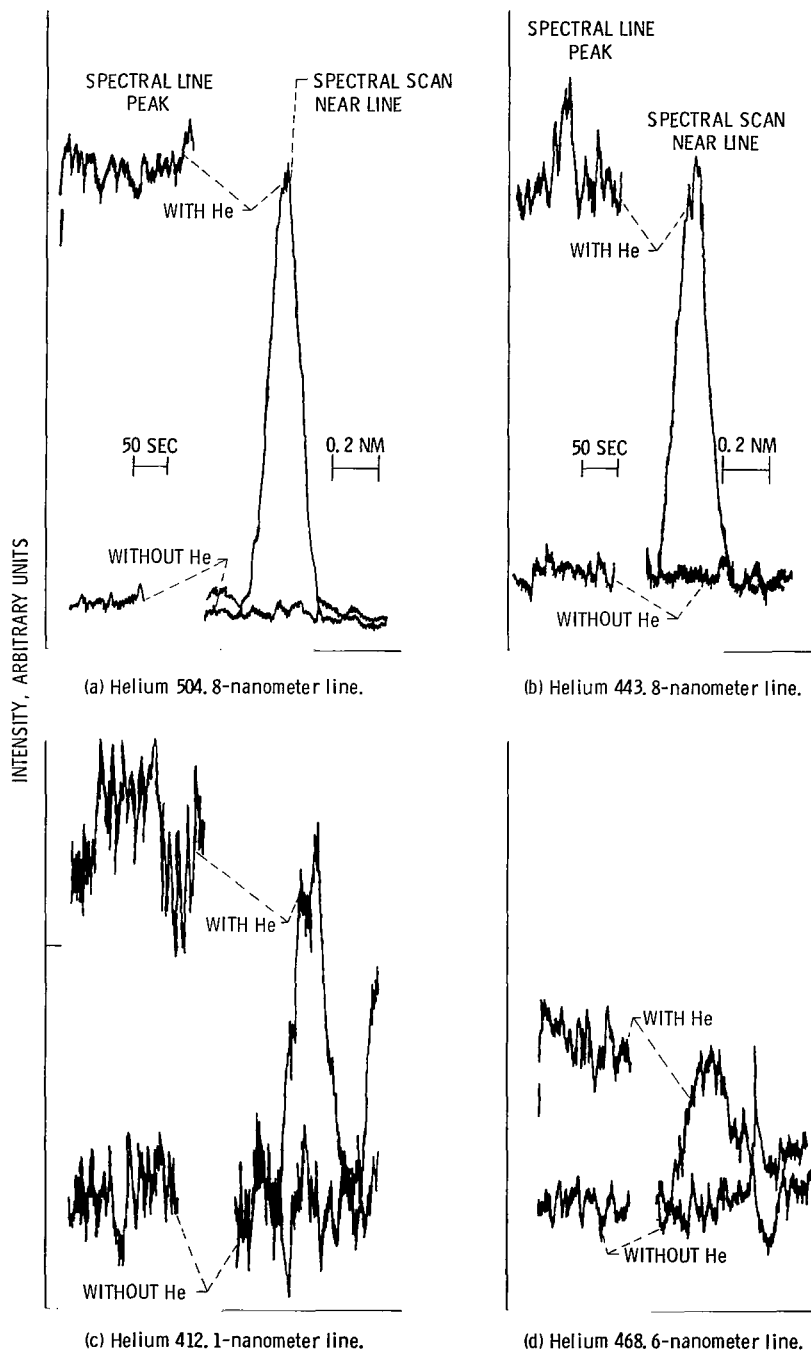 INTENSITY, ARBITRARY UNITS
SPECTRAL LINE
PEAK
SPECTRAL SCAN
NEAR LINE
WITH He
50 SEC
0.2 NM
WITHOUT He
(a) Helium 504.8-nanometer line.
SPECTRAL LINE
PEAK
SPECTRAL SCAN
NEAR LINE
WITH He
50 SEC
0.2 NM
WITHOUT He
(b) Helium 443.8-nanometer line.
WITH He
WITHOUT He
(c) Helium 412.1-nanometer line.
WITH He
WITHOUT He
(d) Helium 468.6-nanometer line.